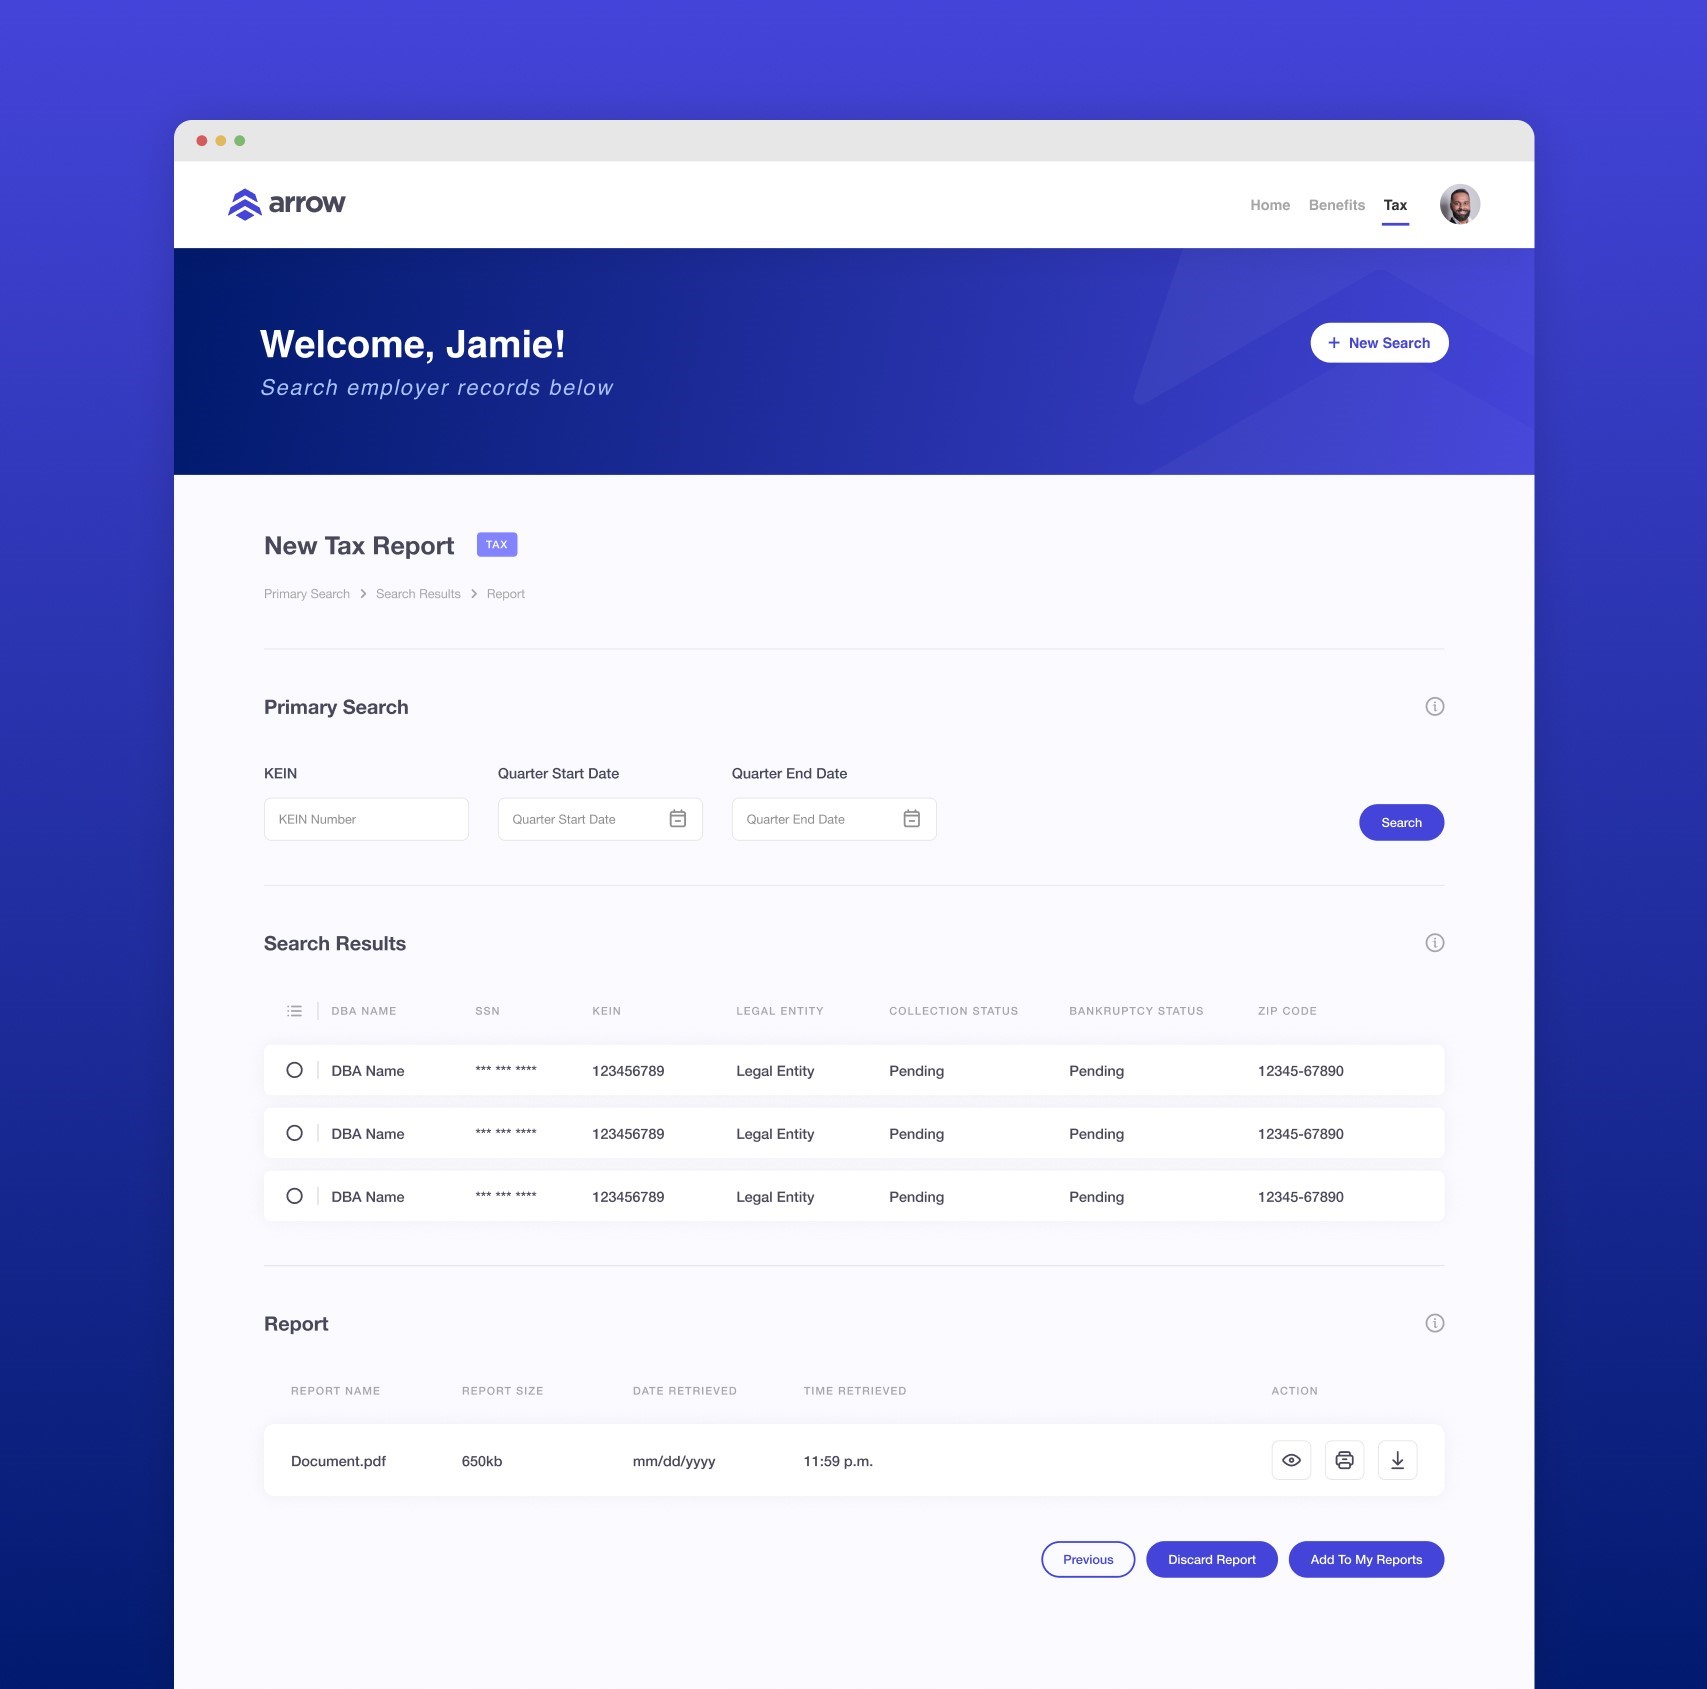 arrow
Home Benefits Tax
Welcome, Jamie!
Search employer records below
+ New Search
New Tax Report TAX
Primary Search > Search Results > Report
Primary Search
KEIN Quarter Start Date Quarter End Date
KEIN Number Quarter Start Date Quarter End Date Search
Search Results
DBA NAME SSN KEIN LEGAL ENTITY COLLECTION STATUS BANKRUPTCY STATUS ZIP CODE
DBA Name *** *** **** 123456789 Legal Entity Pending Pending 12345-67890
DBA Name *** *** **** 123456789 Legal Entity Pending Pending 12345-67890
DBA Name *** *** **** 123456789 Legal Entity Pending Pending 12345-67890
Report
REPORT NAME REPORT SIZE DATE RETRIEVED TIME RETRIEVED ACTION
Document.pdf 650kb mm/dd/yyyy 11:59 p.m.
Previous Discard Report Add To My Reports